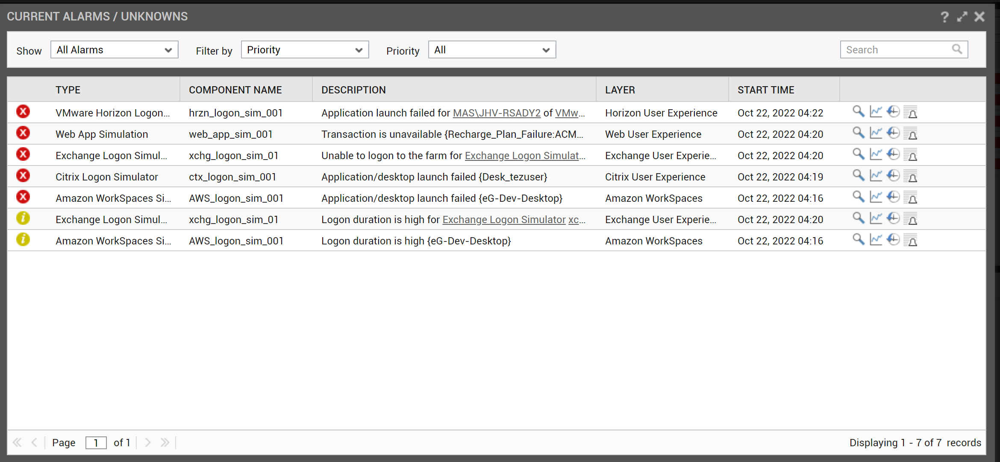 CURRENT ALARMS / UNKNOWNS
Show All Alarms Filter by Priority Priority All Search
TYPE COMPONENT NAME DESCRIPTION LAYER START TIME
VMware Horizon Logon... hrzn_logon_sim_001 Application launch failed for MAS\JHV-RSADY2 of VMw... Horizon User Experience Oct 22, 2022 04:22
Web App Simulation web_app_sim_001 Transaction is unavailable {Recharge_Plan_Failure:ACM... Web User Experience Oct 22, 2022 04:20
Exchange Logon Simul... xchg_logon_sim_01 Unable to logon to the farm for Exchange Logon Simulat... Exchange User Experie... Oct 22, 2022 04:20
Citrix Logon Simulator ctx_logon_sim_001 Application/desktop launch failed {Desk_tezuser} Citrix User Experience Oct 22, 2022 04:19
Amazon WorkSpaces Si... AWS_logon_sim_001 Application/desktop launch failed {eG-Dev-Desktop} Amazon WorkSpaces Oct 22, 2022 04:16
Exchange Logon Simul... xchg_logon_sim_01 Logon duration is high for Exchange Logon Simulator xc... Exchange User Experie... Oct 22, 2022 04:20
Amazon WorkSpaces Si... AWS_logon_sim_001 Logon duration is high {eG-Dev-Desktop} Amazon WorkSpaces Oct 22, 2022 04:16
Page 1 of 1 Displaying 1 - 7 of 7 records